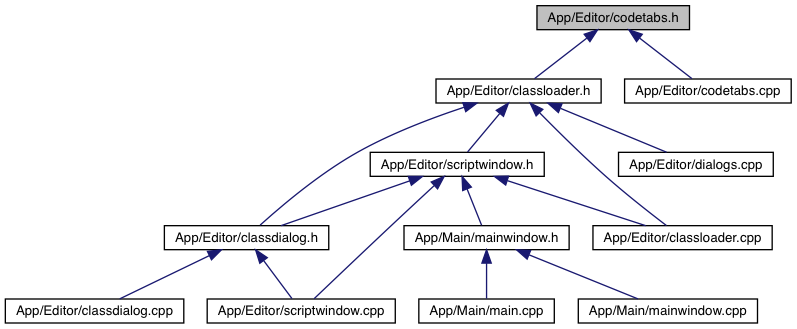 App/Editor/codetabs.h
App/Editor/classloader.h
App/Editor/codetabs.cpp
App/Editor/scriptwindow.h
App/Editor/dialogs.cpp
App/Editor/classdialog.h
App/Main/mainwindow.h
App/Editor/classloader.cpp
App/Editor/classdialog.cpp
App/Editor/scriptwindow.cpp
App/Main/main.cpp
App/Main/mainwindow.cpp